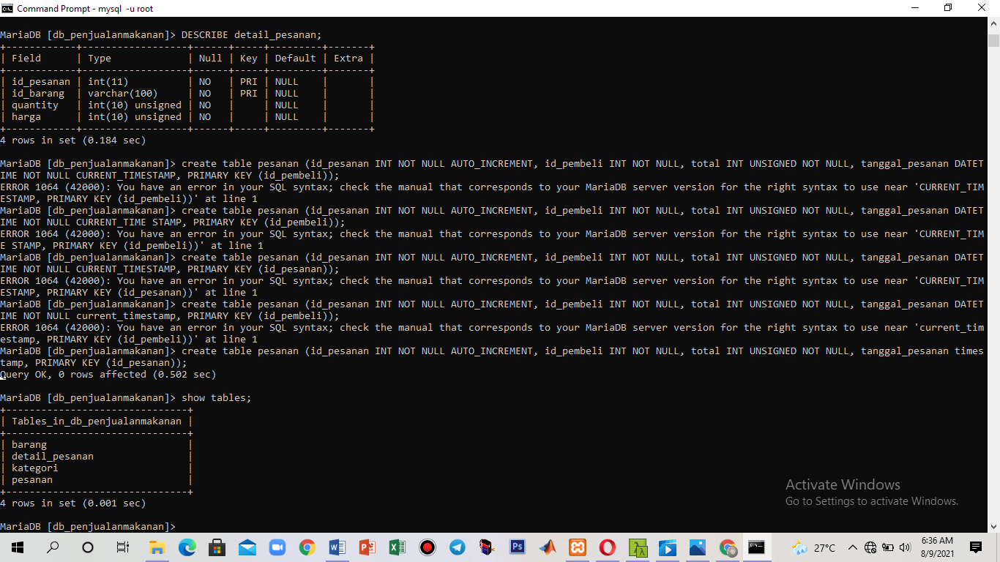 Command Prompt - mysql -u root
MariaDB [db_penjualanmakanan]> DESCRIBE detail_pesanan;
+------------+------------------+------+-----+---------+-------+
| Field      | Type             | Null | Key | Default | Extra |
+------------+------------------+------+-----+---------+-------+
| id_pesanan | int(11)          | NO   | PRI | NULL    |       |
| id_barang  | varchar(100)     | NO   | PRI | NULL    |       |
| quantity   | int(10) unsigned | NO   |     | NULL    |       |
| harga      | int(10) unsigned | NO   |     | NULL    |       |
+------------+------------------+------+-----+---------+-------+
4 rows in set (0.184 sec)
MariaDB [db_penjualanmakanan]> create table pesanan (id_pesanan INT NOT NULL AUTO_INCREMENT, id_pembeli INT NOT NULL, total INT UNSIGNED NOT NULL, tanggal_pesanan DATET
IME NOT NULL CURRENT_TIMESTAMP, PRIMARY KEY (id_pembeli));
ERROR 1064 (42000): You have an error in your SQL syntax; check the manual that corresponds to your MariaDB server version for the right syntax to use near 'CURRENT_TIM
ESTAMP, PRIMARY KEY (id_pembeli))' at line 1
MariaDB [db_penjualanmakanan]> create table pesanan (id_pesanan INT NOT NULL AUTO_INCREMENT, id_pembeli INT NOT NULL, total INT UNSIGNED NOT NULL, tanggal_pesanan DATET
IME NOT NULL CURRENT_TIME STAMP, PRIMARY KEY (id_pembeli));
ERROR 1064 (42000): You have an error in your SQL syntax; check the manual that corresponds to your MariaDB server version for the right syntax to use near 'CURRENT_TIM
E STAMP, PRIMARY KEY (id_pembeli))' at line 1
MariaDB [db_penjualanmakanan]> create table pesanan (id_pesanan INT NOT NULL AUTO_INCREMENT, id_pembeli INT NOT NULL, total INT UNSIGNED NOT NULL, tanggal_pesanan DATET
IME NOT NULL CURRENT_TIMESTAMP, PRIMARY KEY (id_pesanan));
ERROR 1064 (42000): You have an error in your SQL syntax; check the manual that corresponds to your MariaDB server version for the right syntax to use near 'CURRENT_TIM
ESTAMP, PRIMARY KEY (id_pesanan))' at line 1
MariaDB [db_penjualanmakanan]> create table pesanan (id_pesanan INT NOT NULL AUTO_INCREMENT, id_pembeli INT NOT NULL, total INT UNSIGNED NOT NULL, tanggal_pesanan DATET
IME NOT NULL current_timestamp, PRIMARY KEY (id_pembeli));
ERROR 1064 (42000): You have an error in your SQL syntax; check the manual that corresponds to your MariaDB server version for the right syntax to use near 'current_tim
estamp, PRIMARY KEY (id_pembeli))' at line 1
MariaDB [db_penjualanmakanan]> create table pesanan (id_pesanan INT NOT NULL AUTO_INCREMENT, id_pembeli INT NOT NULL, total INT UNSIGNED NOT NULL, tanggal_pesanan times
tamp, PRIMARY KEY (id_pesanan));
Query OK, 0 rows affected (0.502 sec)
MariaDB [db_penjualanmakanan]> show tables;
+-------------------------------+
| Tables_in_db_penjualanmakanan |
+-------------------------------+
| barang                        |
| detail_pesanan                |
| kategori                      |
| pesanan                       |
+-------------------------------+
4 rows in set (0.001 sec)
MariaDB [db_penjualanmakanan]>
Activate Windows
Go to Settings to activate Windows.
27°C
6:36 AM
8/9/2021